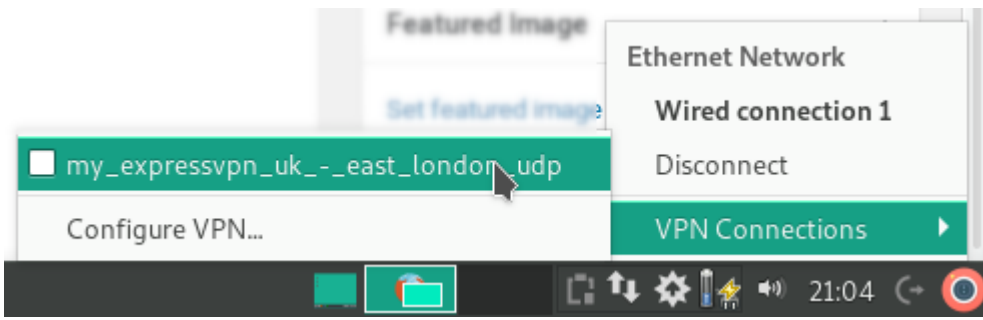 Featured Image
Set featured image
Ethernet Network
Wired connection 1
Disconnect
VPN Connections
my_expressvpn_uk_-_east_london_udp
Configure VPN...
21:04